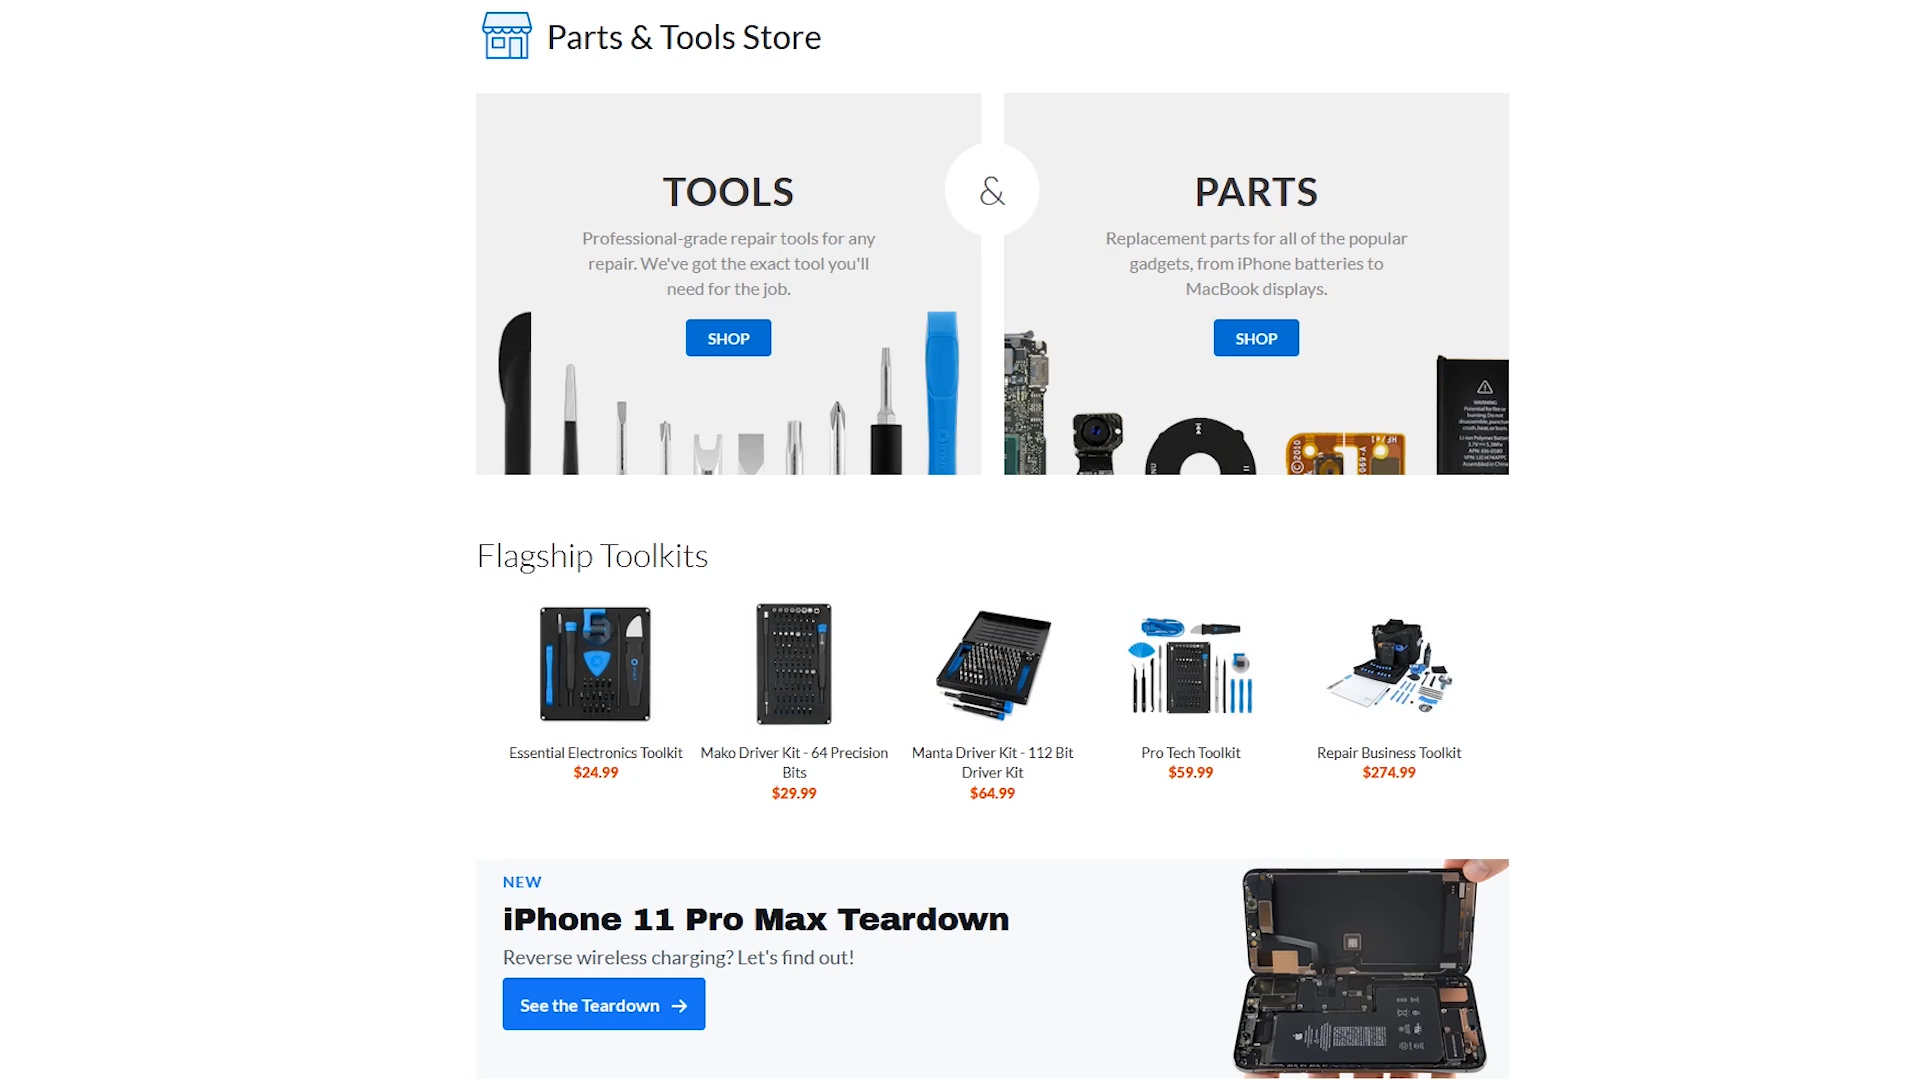 Parts & Tools Store
TOOLS
Professional-grade repair tools for any
repair. We've got the exact tool you'll
need for the job.
SHOP
&
PARTS
Replacement parts for all of the popular
gadgets, from iPhone batteries to
MacBook displays.
SHOP
WARNING
Flagship Toolkits
Essential Electronics Toolkit
$24.99
Mako Driver Kit - 64 Precision
Bits
$29.99
Manta Driver Kit - 112 Bit
Driver Kit
$64.99
Pro Tech Toolkit
$59.99
Repair Business Toolkit
$274.99
NEW
iPhone 11 Pro Max Teardown
Reverse wireless charging? Let's find out!
See the Teardown